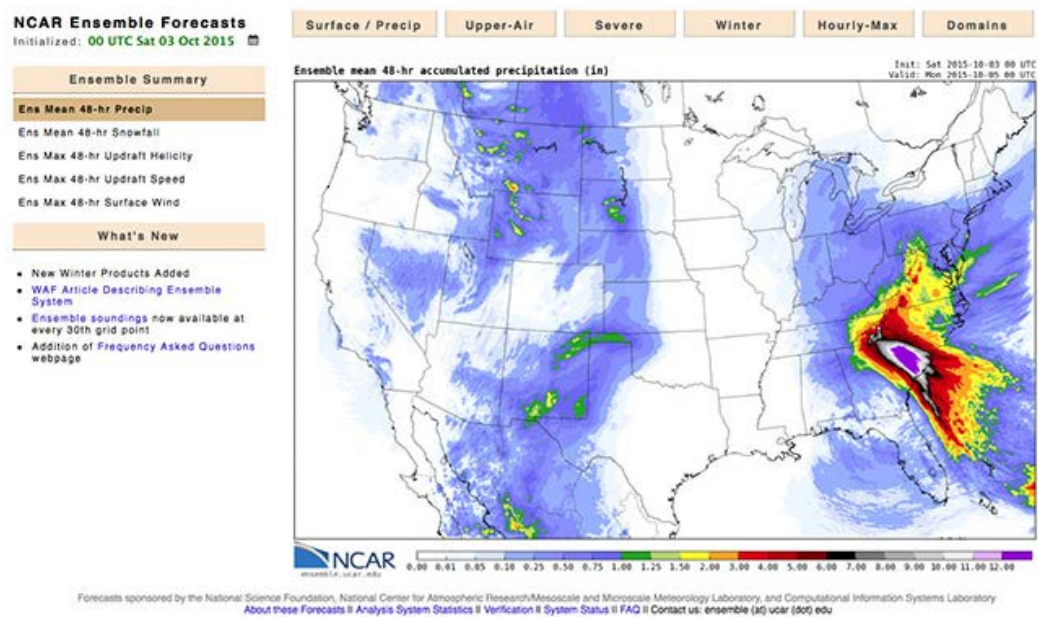 NCAR Ensemble Forecasts
Initialized: 00 UTC Sat 03 Oct 2015
Surface / Precip
Upper-Air
Severe
Winter
Hourly-Max
Domains
Ensemble Summary
Ens Mean 48-hr Precip
Ens Mean 48-hr Snowfall
Ens Max 48-hr Updraft Helicity
Ens Max 48-hr Updraft Speed
Ens Max 48-hr Surface Wind
What's New
New Winter Products Added
WAF Article Describing Ensemble
System
Ensemble soundings now available at
every 30th grid point
Addition of Frequency Asked Questions
webpage
Ensemble mean 48-hr accumulated precipitation (in)
Init: Sat 2015-10-03 00 UTC
Valid: Mon 2015-10-05 00 UTC
NCAR
ensemble.ucar.edu
0.00 0.01 0.05 0.10 0.25 0.50 0.75 1.00 1.25 1.50 2.00 3.00 4.00 5.00 6.00 7.00 8.00 9.00 10.00 11.00 12.00
Forecasts sponsored by the National Science Foundation, National Center for Atmospheric Research/Mesoscale and Microscale Meteorology Laboratory, and Computational Information Systems Laboratory
About these Forecasts II Analysis System Statistics II Verification II System Status II FAQ II Contact us: ensemble (at) ucar (dot) edu